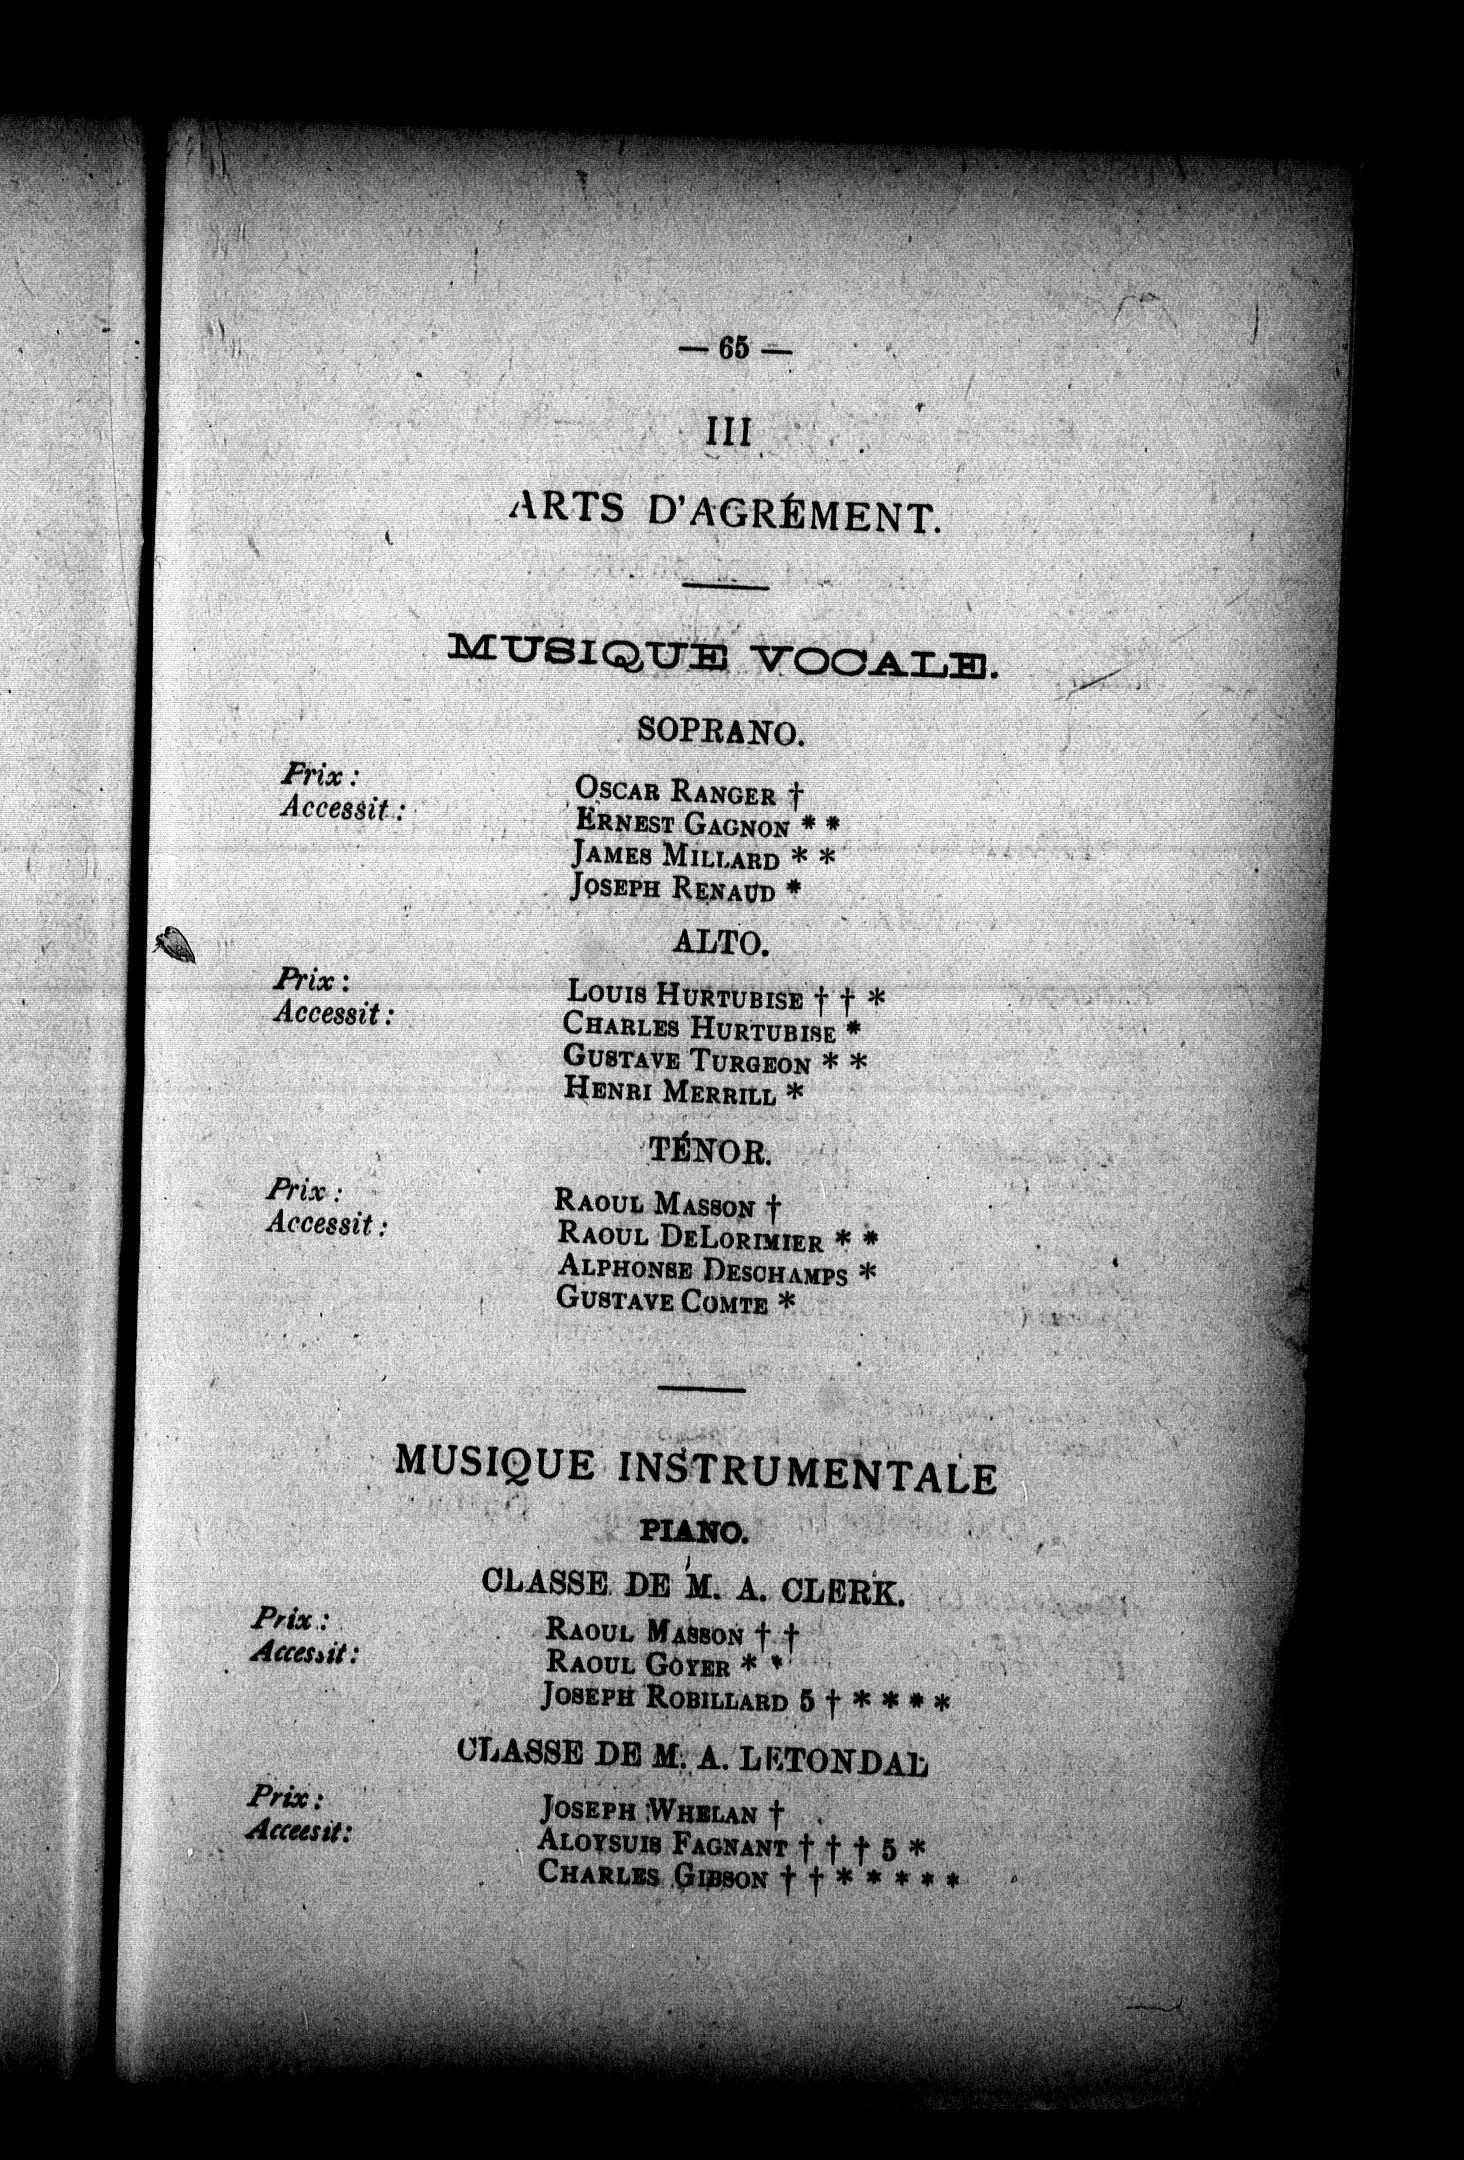 — 65 —
III
ARTS D'AGRÉMENT.
MUSIQUE VOCALE.
SOPRANO.
Prix : OSCAR RANGER †
Accessit : ERNEST GAGNON * *
JAMES MILLARD * *
JOSEPH RENAUD *
ALTO.
Prix : LOUIS HURTUBISE † † *
Accessit : CHARLES HURTUBISE *
GUSTAVE TURGEON * *
HENRI MERRILL *
TÉNOR.
Prix : RAOUL MASSON †
Accessit : RAOUL DELORIMIER * *
ALPHONSE DESCHAMPS *
GUSTAVE COMTE *
MUSIQUE INSTRUMENTALE
PIANO.
CLASSE DE M. A. CLERK.
Prix : RAOUL MASSON † †
Accessit : RAOUL GOYER * *
JOSEPH ROBILLARD 5 † * * * *
CLASSE DE M. A. LETONDAL
Prix : JOSEPH WHELAN †
Acceesit : ALOYSUIS FAGNANT † † † 5 *
CHARLES GIBSON † † * * * * *